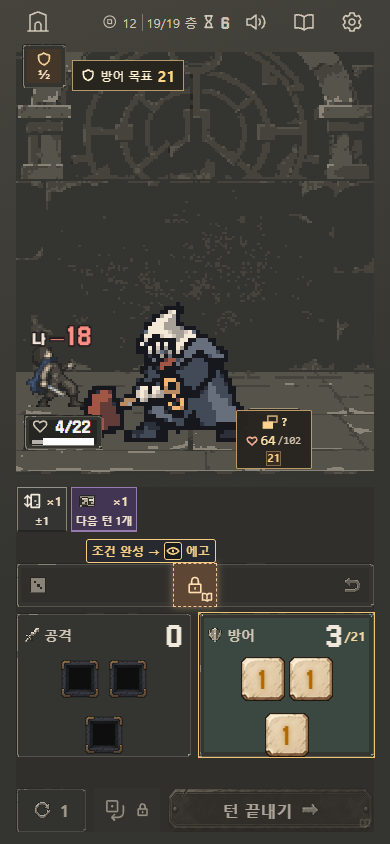 12 19/19 층 6
½
방어 목표 21
나 -18
4/22
?
64/102
21
×1
±1
×1
다음 턴 1개
조건 완성 → 예고
공격 0
방어 3/21
1 1
1
1
턴 끝내기 ➡